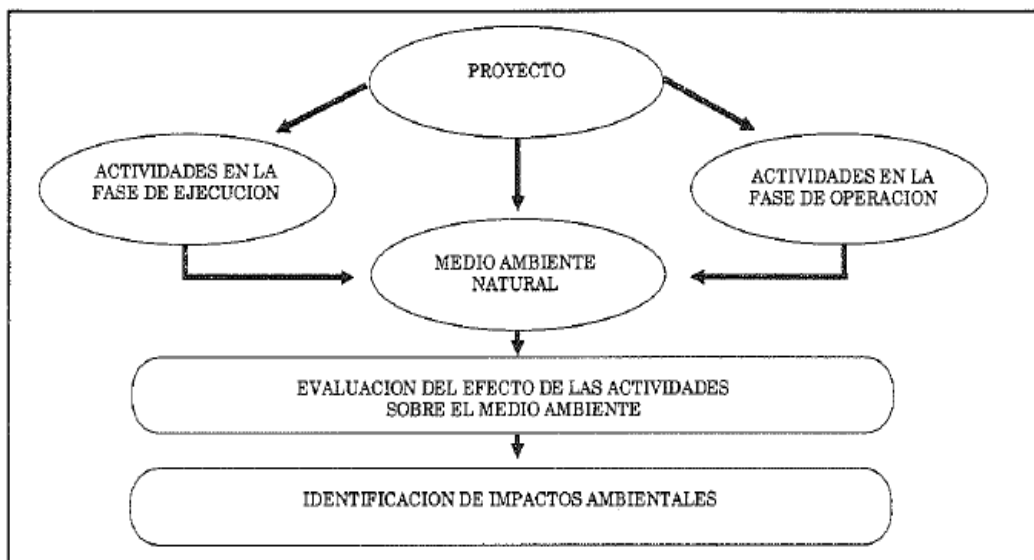 PROYECTO
ACTIVIDADES EN LA
FASE DE EJECUCION
ACTIVIDADES EN LA
FASE DE OPERACION
MEDIO AMBIENTE
NATURAL
EVALUACION DEL EFECTO DE LAS ACTIVIDADES
SOBRE EL MEDIO AMBIENTE
IDENTIFICACION DE IMPACTOS AMBIENTALES